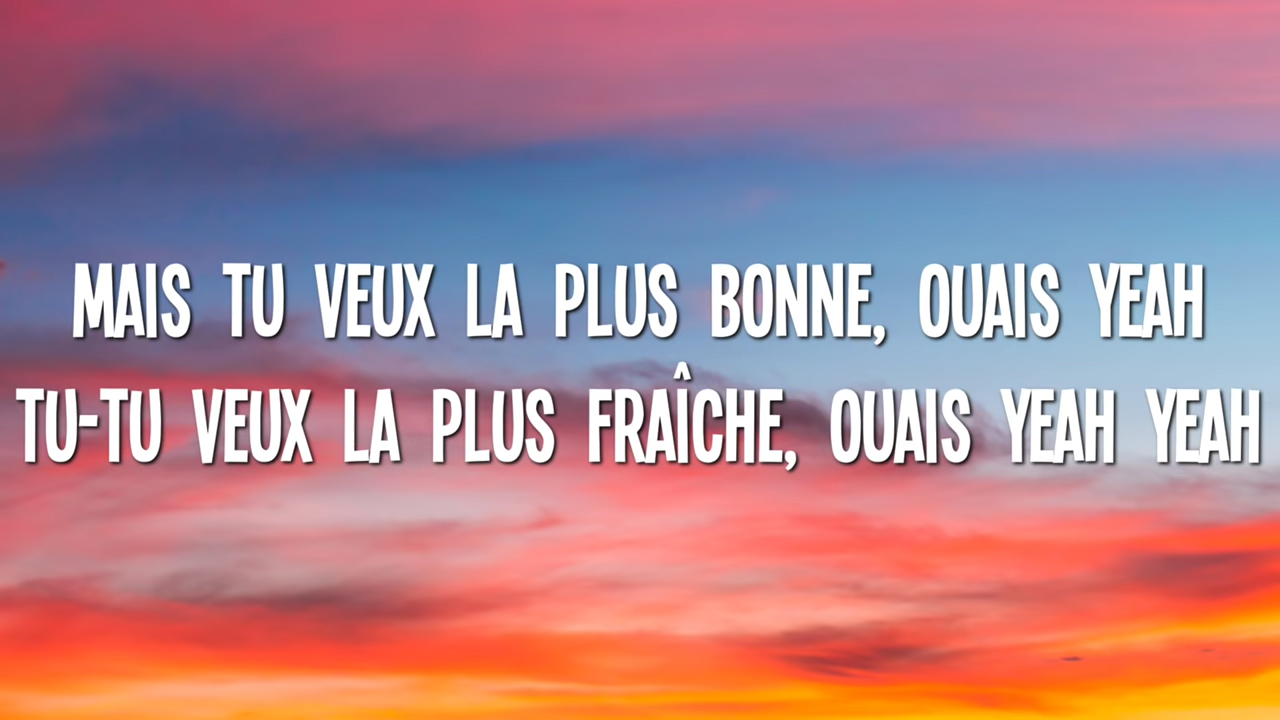 MAIS TU VEUX LA PLUS BONNE, OUAIS YEAH
TU-TU VEUX LA PLUS FRAÎCHE, OUAIS YEAH YEAH